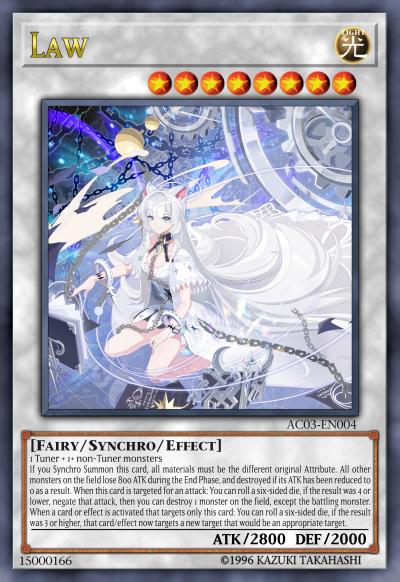 LAW
LIGHT
光
AC03-EN004
[FAIRY/SYNCHRO/EFFECT]
1 Tuner + 1+ non-Tuner monsters
If you Synchro Summon this card, all materials must be the different original Attribute. All other
monsters on the field lose 800 ATK during the End Phase, and destroyed if its ATK has been reduced to
0 as a result. When this card is targeted for an attack: You can roll a six-sided die, if the result was 4 or
lower, negate that attack, then you can destroy 1 monster on the field, except the battling monster.
When a card or effect is activated that targets only this card: You can roll a six-sided die, if the result
was 3 or higher, that card/effect now targets a new target that would be an appropriate target.
ATK/2800 DEF/2000
15000166
©1996 KAZUKI TAKAHASHI